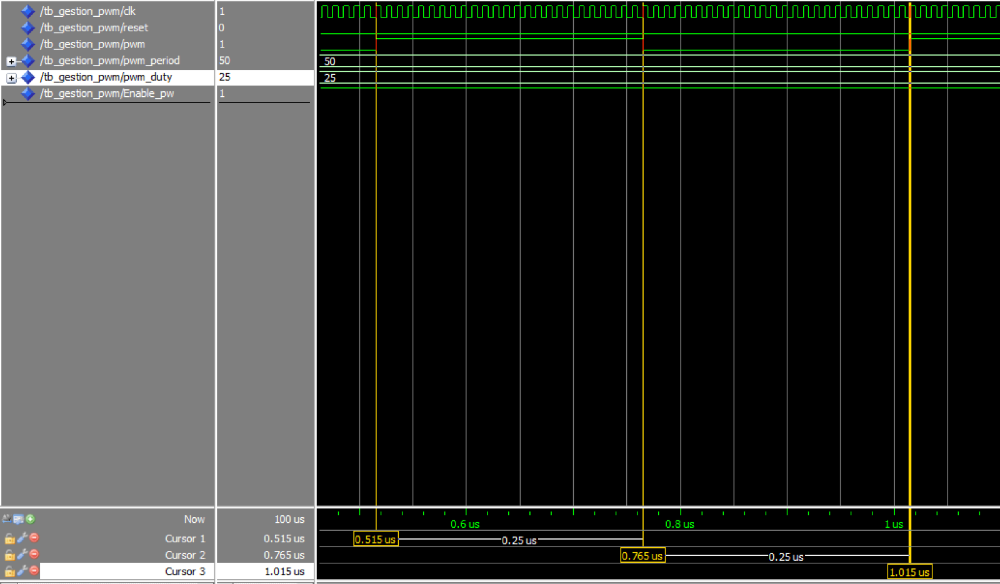 /tb_gestion_pwm/clk 1
/tb_gestion_pwm/reset 0
/tb_gestion_pwm/pwm 1
/tb_gestion_pwm/pwm_period 50 50
/tb_gestion_pwm/pwm_duty 25 25
/tb_gestion_pwm/Enable_pw 1
Now 100 us 0.6 us 0.8 us 1 us
Cursor 1 0.515 us 0.515 us 0.25 us
Cursor 2 0.765 us 0.765 us 0.25 us
Cursor 3 1.015 us 1.015 us